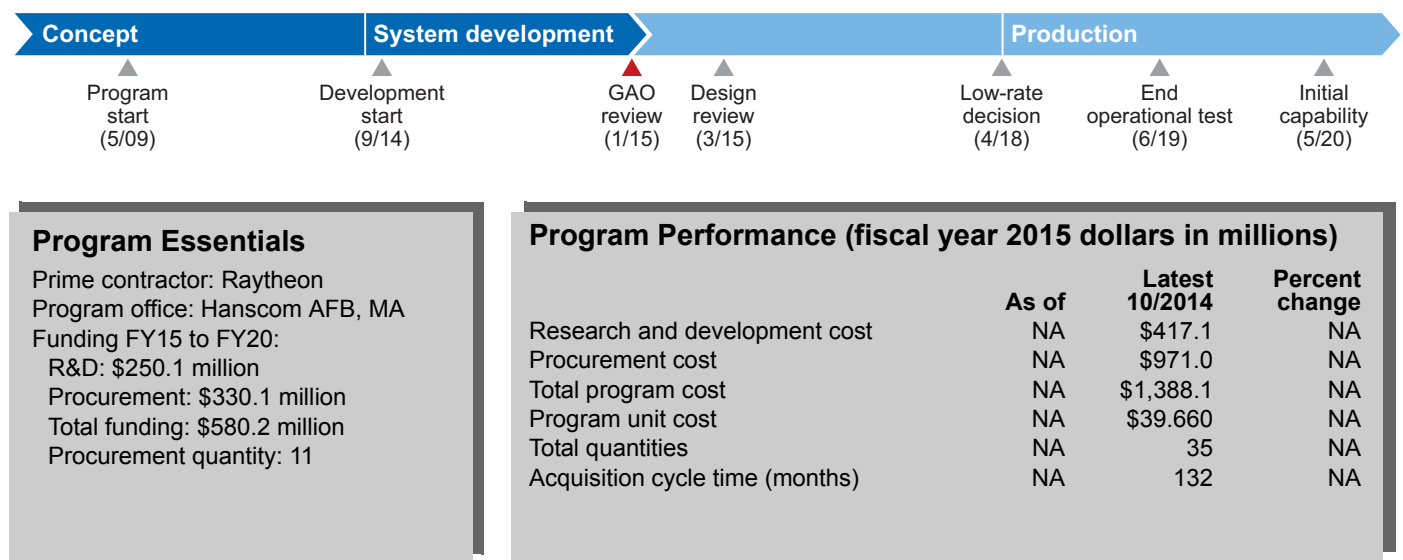 Concept System development Production
Program start (5/09)
Development start (9/14)
GAO review (1/15)
Design review (3/15)
Low-rate decision (4/18)
End operational test (6/19)
Initial capability (5/20)
Program Essentials
Prime contractor: Raytheon
Program office: Hanscom AFB, MA
Funding FY15 to FY20:
R&D: $250.1 million
Procurement: $330.1 million
Total funding: $580.2 million
Procurement quantity: 11
Program Performance (fiscal year 2015 dollars in millions)
As of Latest 10/2014 Percent change
Research and development cost NA $417.1 NA
Procurement cost NA $971.0 NA
Total program cost NA $1,388.1 NA
Program unit cost NA $39.660 NA
Total quantities NA 35 NA
Acquisition cycle time (months) NA 132 NA